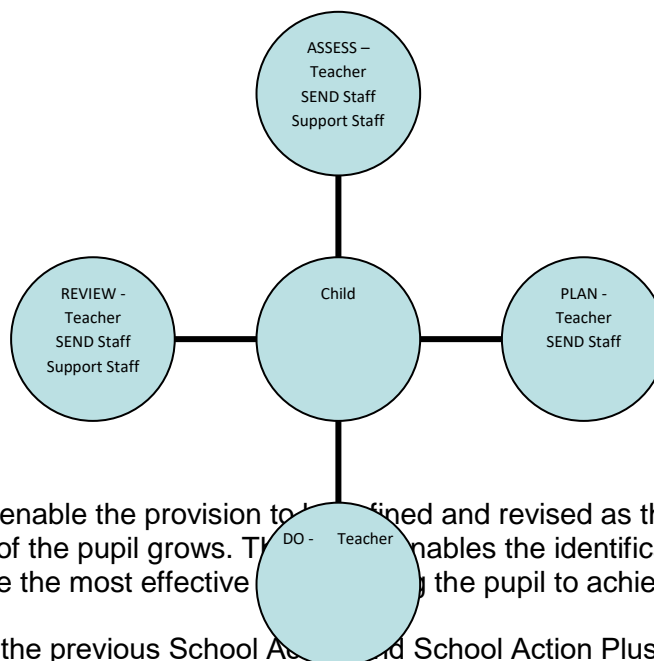 ASSESS –
Teacher
SEND Staff
Support Staff
REVIEW -
Teacher
SEND Staff
Support Staff
Child
PLAN -
Teacher
SEND Staff
enable the provision to fined and revised as th
of the pupil grows. Th nables the identific
DO - Teacher
e the most effective g the pupil to achie
the previous School Ac d School Action Plus